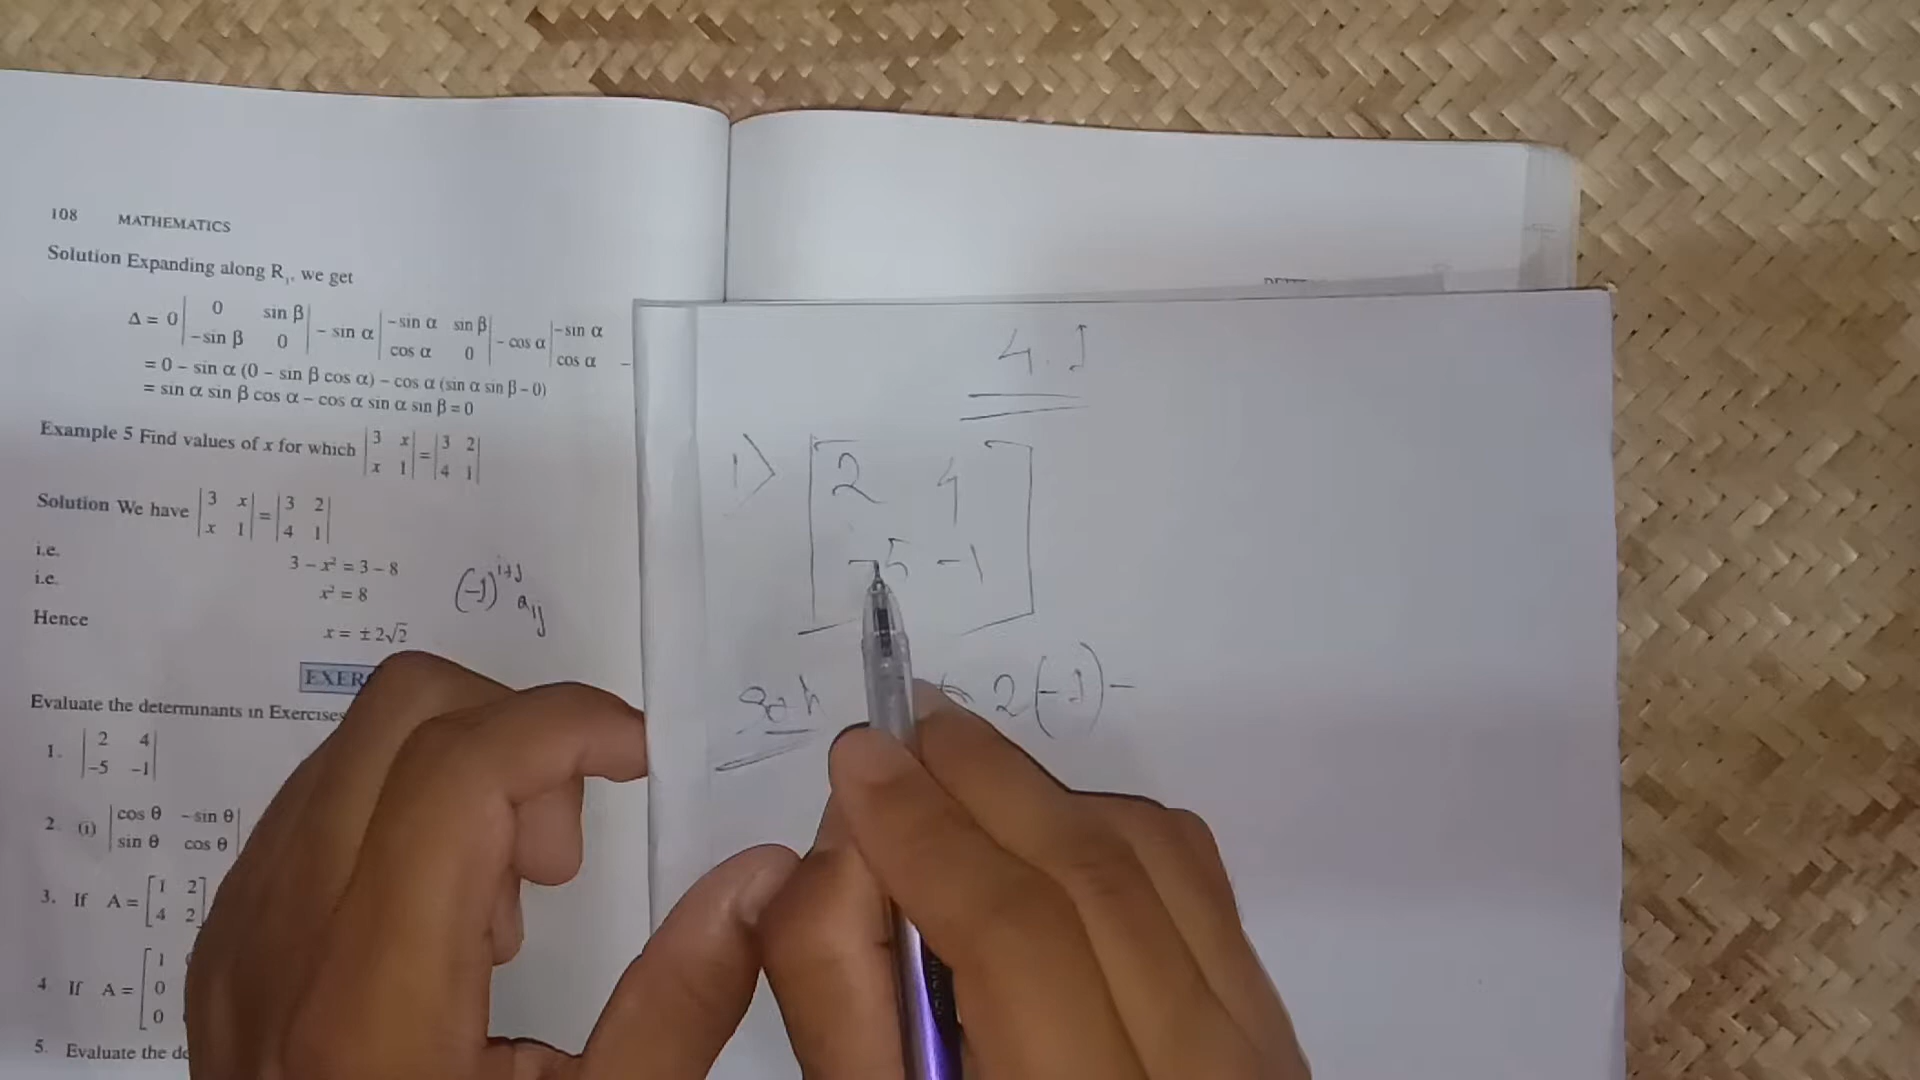 108 MATHEMATICS
Solution Expanding along R₁, we get
Δ = 0 | 0 sin β | – sin α | –sin α sin β | – cos α | –sin α
| –sin β 0 | | cos α 0 | | cos α
= 0 – sin α (0 – sin β cos α) – cos α (sin α sin β – 0)
= sin α sin β cos α – cos α sin α sin β = 0
Example 5 Find values of x for which | 3 x | = | 3 2 |
| x 1 | | 4 1 |
Solution We have | 3 x | = | 3 2 |
| x 1 | | 4 1 |
i.e. 3 – x² = 3 – 8
i.e. x² = 8
Hence x = ± 2√2
(-1)^{i+j} a_{ij}
Evaluate the determinants in Exercises
1. | 2 4 |
| –5 –1 |
2. (i) | cos θ – sin θ |
| sin θ cos θ |
3. If A = [ 1 2 ]
[ 4 2 ]
4. If A = [ 1
0
0
5. Evaluate the
4.1
1) [ 2 4 ]
[ -5 -1 ]
2(-1) -